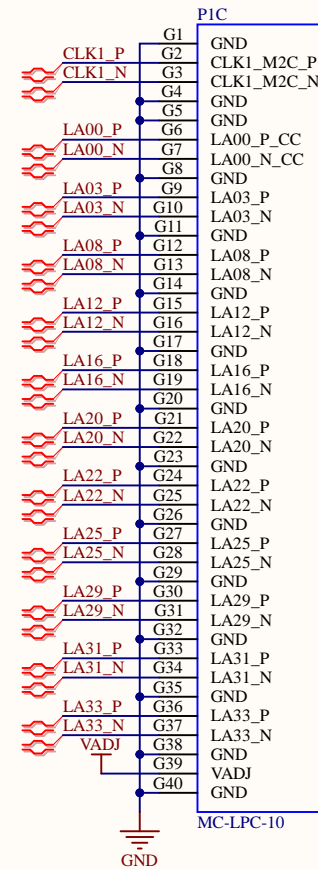 P1C
G1 GND
CLK1_P G2 CLK1_M2C_P
CLK1_N G3 CLK1_M2C_N
G4 GND
G5 GND
LA00_P G6 LA00_P_CC
LA00_N G7 LA00_N_CC
G8 GND
LA03_P G9 LA03_P
LA03_N G10 LA03_N
G11 GND
LA08_P G12 LA08_P
LA08_N G13 LA08_N
G14 GND
LA12_P G15 LA12_P
LA12_N G16 LA12_N
G17 GND
LA16_P G18 LA16_P
LA16_N G19 LA16_N
G20 GND
LA20_P G21 LA20_P
LA20_N G22 LA20_N
G23 GND
LA22_P G24 LA22_P
LA22_N G25 LA22_N
G26 GND
LA25_P G27 LA25_P
LA25_N G28 LA25_N
G29 GND
LA29_P G30 LA29_P
LA29_N G31 LA29_N
G32 GND
LA31_P G33 LA31_P
LA31_N G34 LA31_N
G35 GND
LA33_P G36 LA33_P
LA33_N G37 LA33_N
VADJ G38 GND
G39 VADJ
G40 GND
MC-LPC-10
GND